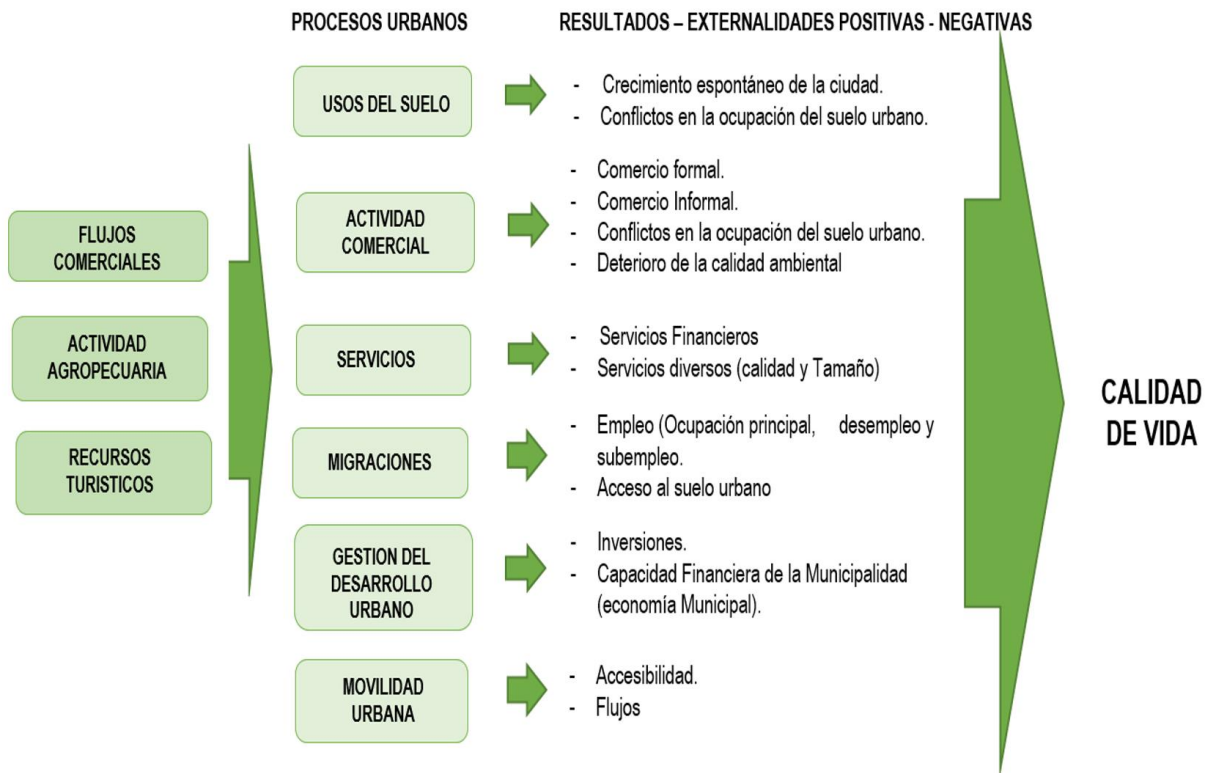 PROCESOS URBANOS
RESULTADOS – EXTERNALIDADES POSITIVAS - NEGATIVAS
FLUJOS
COMERCIALES
ACTIVIDAD
AGROPECUARIA
RECURSOS
TURISTICOS
USOS DEL SUELO
- Crecimiento espontáneo de la ciudad.
- Conflictos en la ocupación del suelo urbano.
ACTIVIDAD
COMERCIAL
- Comercio formal.
- Comercio Informal.
- Conflictos en la ocupación del suelo urbano.
- Deterioro de la calidad ambiental
SERVICIOS
- Servicios Financieros
- Servicios diversos (calidad y Tamaño)
MIGRACIONES
- Empleo (Ocupación principal, desempleo y
subempleo.
- Acceso al suelo urbano
GESTION DEL
DESARROLLO
URBANO
- Inversiones.
- Capacidad Financiera de la Municipalidad
(economía Municipal).
MOVILIDAD
URBANA
- Accesibilidad.
- Flujos
CALIDAD
DE VIDA